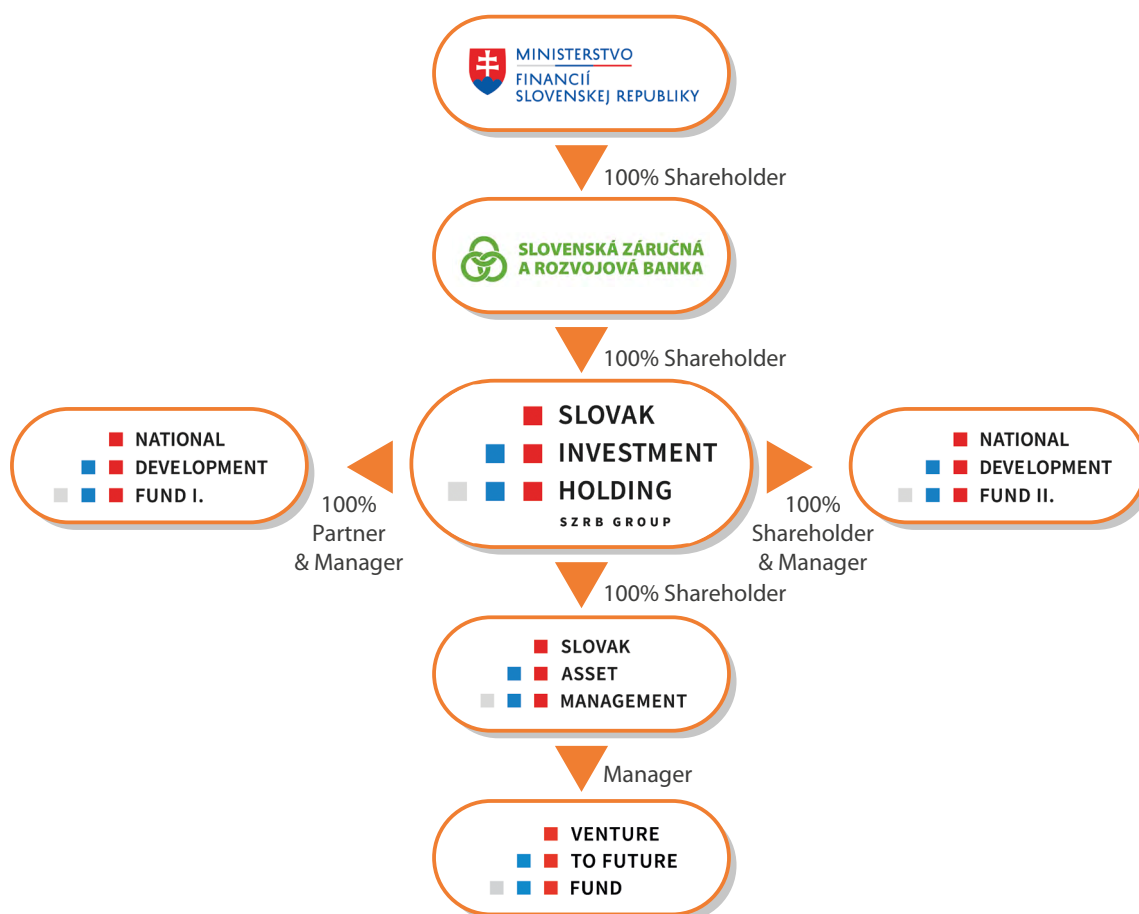 MINISTERSTVO
FINANCIÍ
SLOVENSKEJ REPUBLIKY
100% Shareholder
SLOVENSKÁ ZÁRUČNÁ
A ROZVOJOVÁ BANKA
100% Shareholder
NATIONAL
DEVELOPMENT
FUND I.
100%
Partner
& Manager
SLOVAK
INVESTMENT
HOLDING
SZRB GROUP
NATIONAL
DEVELOPMENT
FUND II.
100%
Shareholder
& Manager
100% Shareholder
SLOVAK
ASSET
MANAGEMENT
Manager
VENTURE
TO FUTURE
FUND